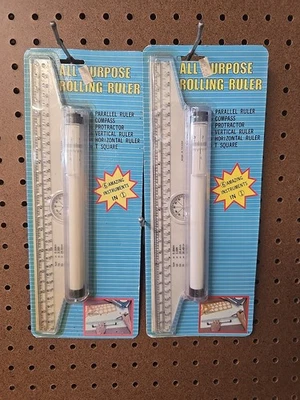 ALL PURPOSE
ROLLING RULER
PARALLEL RULER
COMPASS
PROTRACTOR
VERTICAL RULER
HORIZONTAL RULER
T SQUARE
6 AMAZING
INSTRUMENTS
IN 1
ALL PURPOSE
ROLLING RULER
PARALLEL RULER
COMPASS
PROTRACTOR
VERTICAL RULER
HORIZONTAL RULER
T SQUARE
6 AMAZING
INSTRUMENTS
IN 1